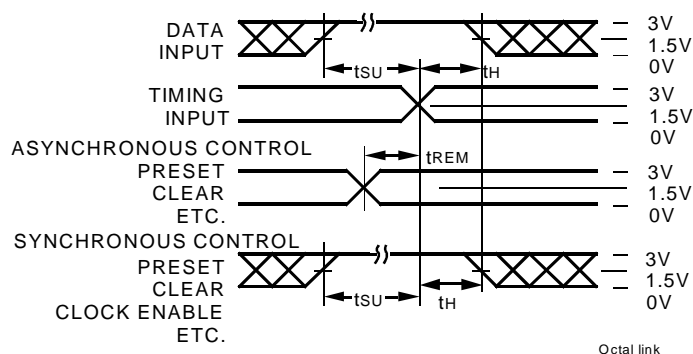 DATA
INPUT
tSU
tH
3V
1.5V
0V
TIMING
INPUT
3V
1.5V
0V
ASYNCHRONOUS CONTROL
PRESET
CLEAR
ETC.
tREM
3V
1.5V
0V
SYNCHRONOUS CONTROL
PRESET
CLEAR
CLOCK ENABLE
ETC.
tSU
tH
3V
1.5V
0V
Octal link